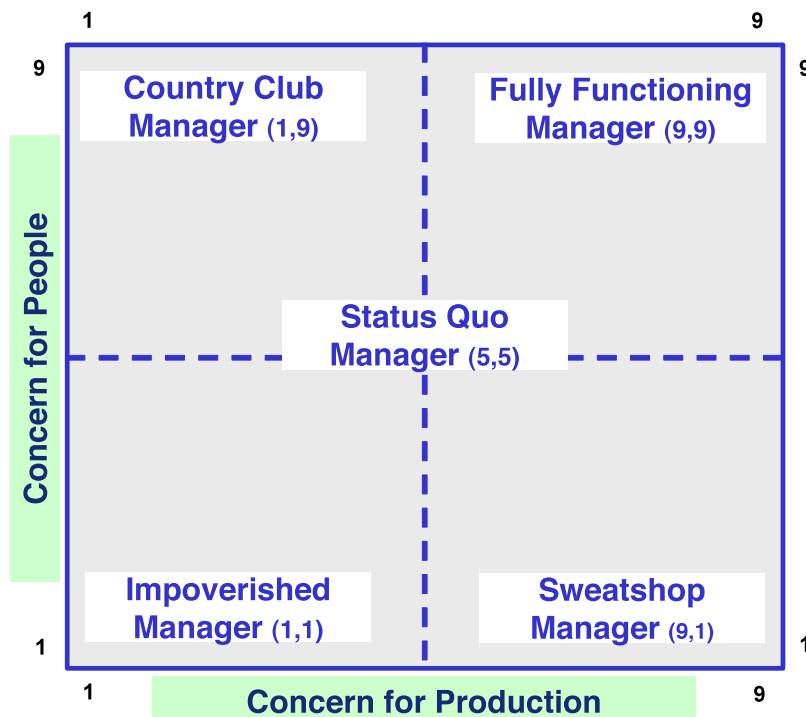 1
9
9
9
Country Club
Manager (1,9)
Fully Functioning
Manager (9,9)
Concern for People
Status Quo
Manager (5,5)
Impoverished
Manager (1,1)
Sweatshop
Manager (9,1)
1
1
1
9
Concern for Production